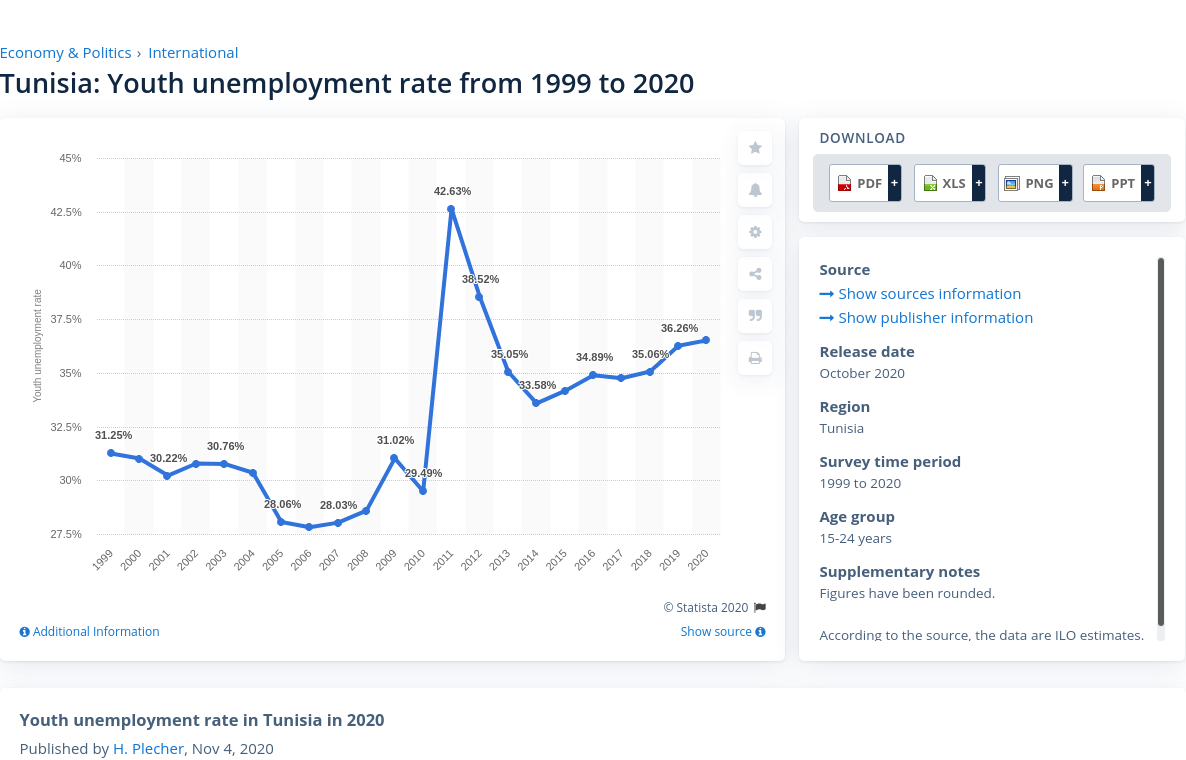 Economy & Politics › International
Tunisia: Youth unemployment rate from 1999 to 2020
45%
42.5%
40%
37.5%
35%
32.5%
30%
27.5%
Youth unemployment rate
31.25%
30.22%
30.76%
28.06%
28.03%
31.02%
29.49%
42.63%
38.52%
35.05%
33.58%
34.89%
35.06%
36.26%
1999
2000
2001
2002
2003
2004
2005
2006
2007
2008
2009
2010
2011
2012
2013
2014
2015
2016
2017
2018
2019
2020
© Statista 2020
Additional Information
Show source
DOWNLOAD
PDF +
XLS +
PNG +
PPT +
Source
Show sources information
Show publisher information
Release date
October 2020
Region
Tunisia
Survey time period
1999 to 2020
Age group
15-24 years
Supplementary notes
Figures have been rounded.
According to the source, the data are ILO estimates.
Youth unemployment rate in Tunisia in 2020
Published by H. Plecher, Nov 4, 2020